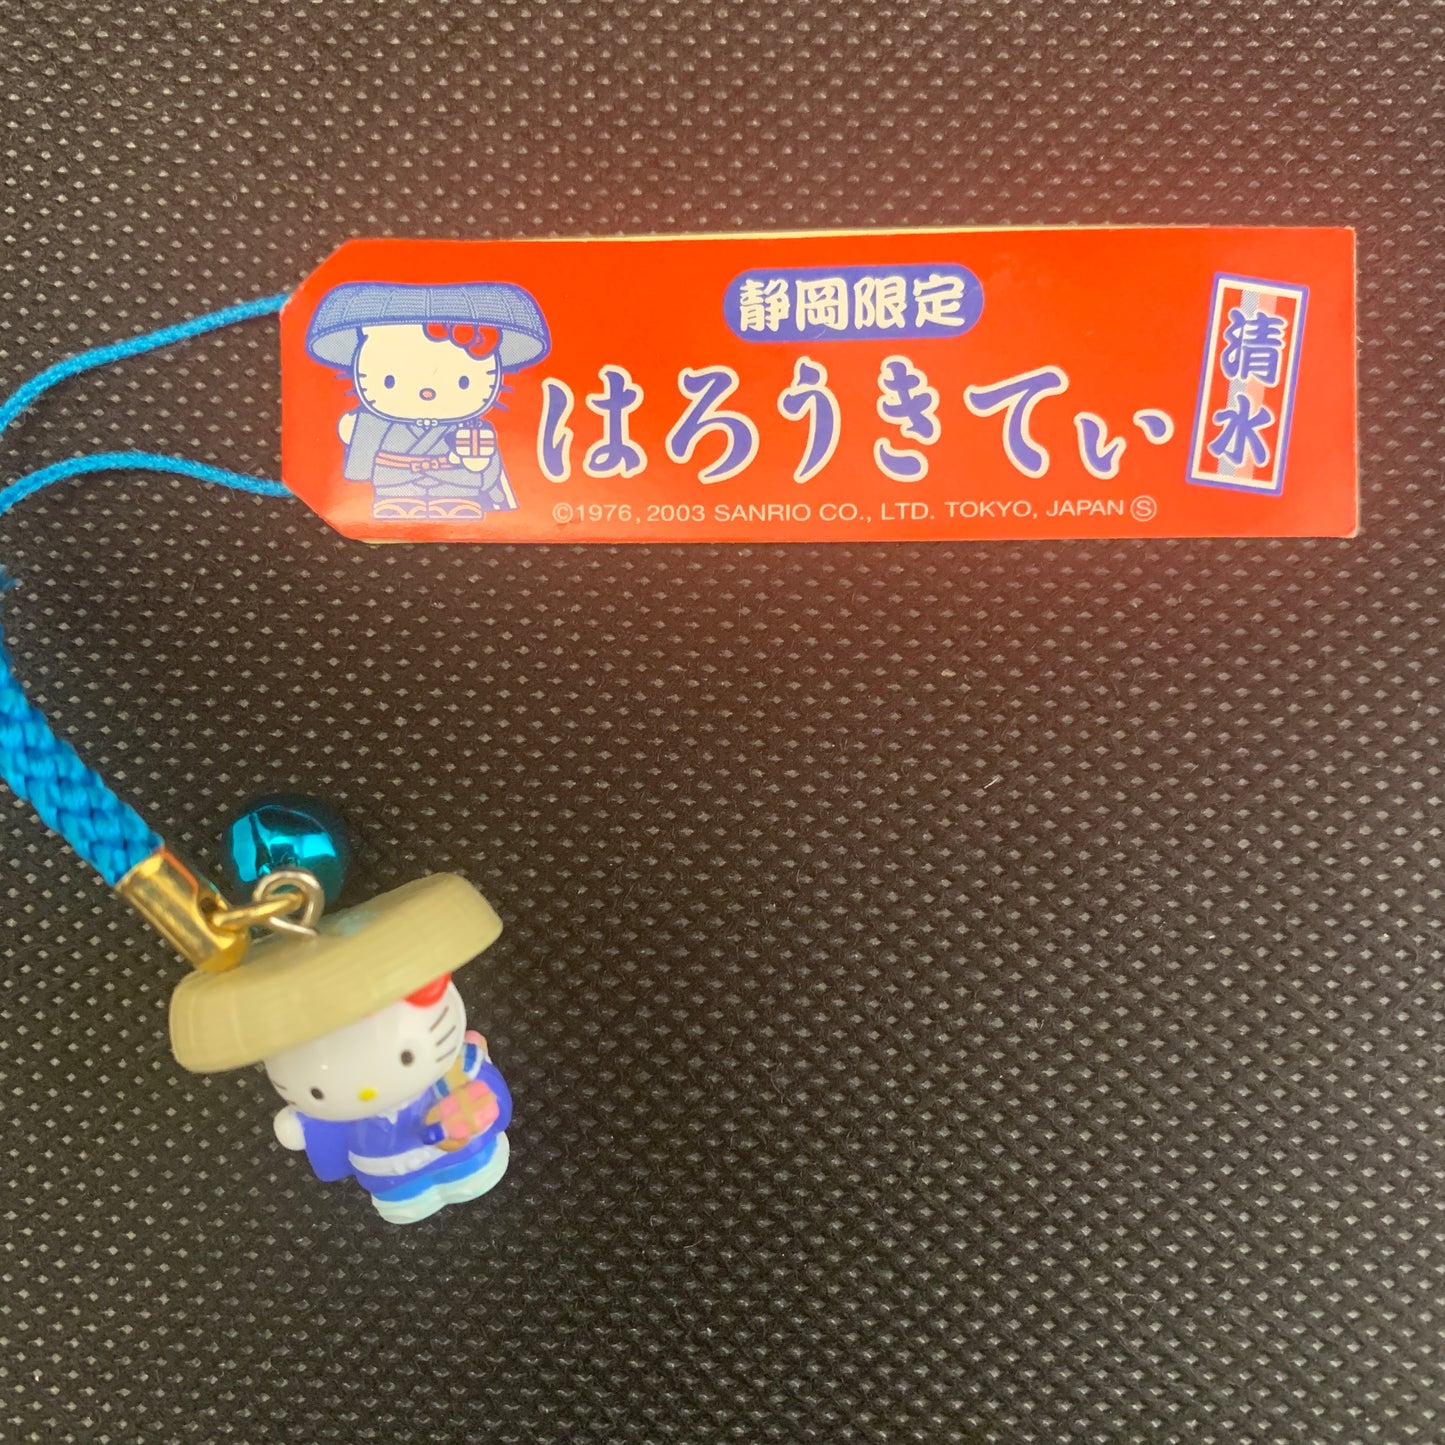 静岡限定
はろうきてぃ
清水
©1976, 2003 SANRIO CO., LTD. TOKYO, JAPAN Ⓢ